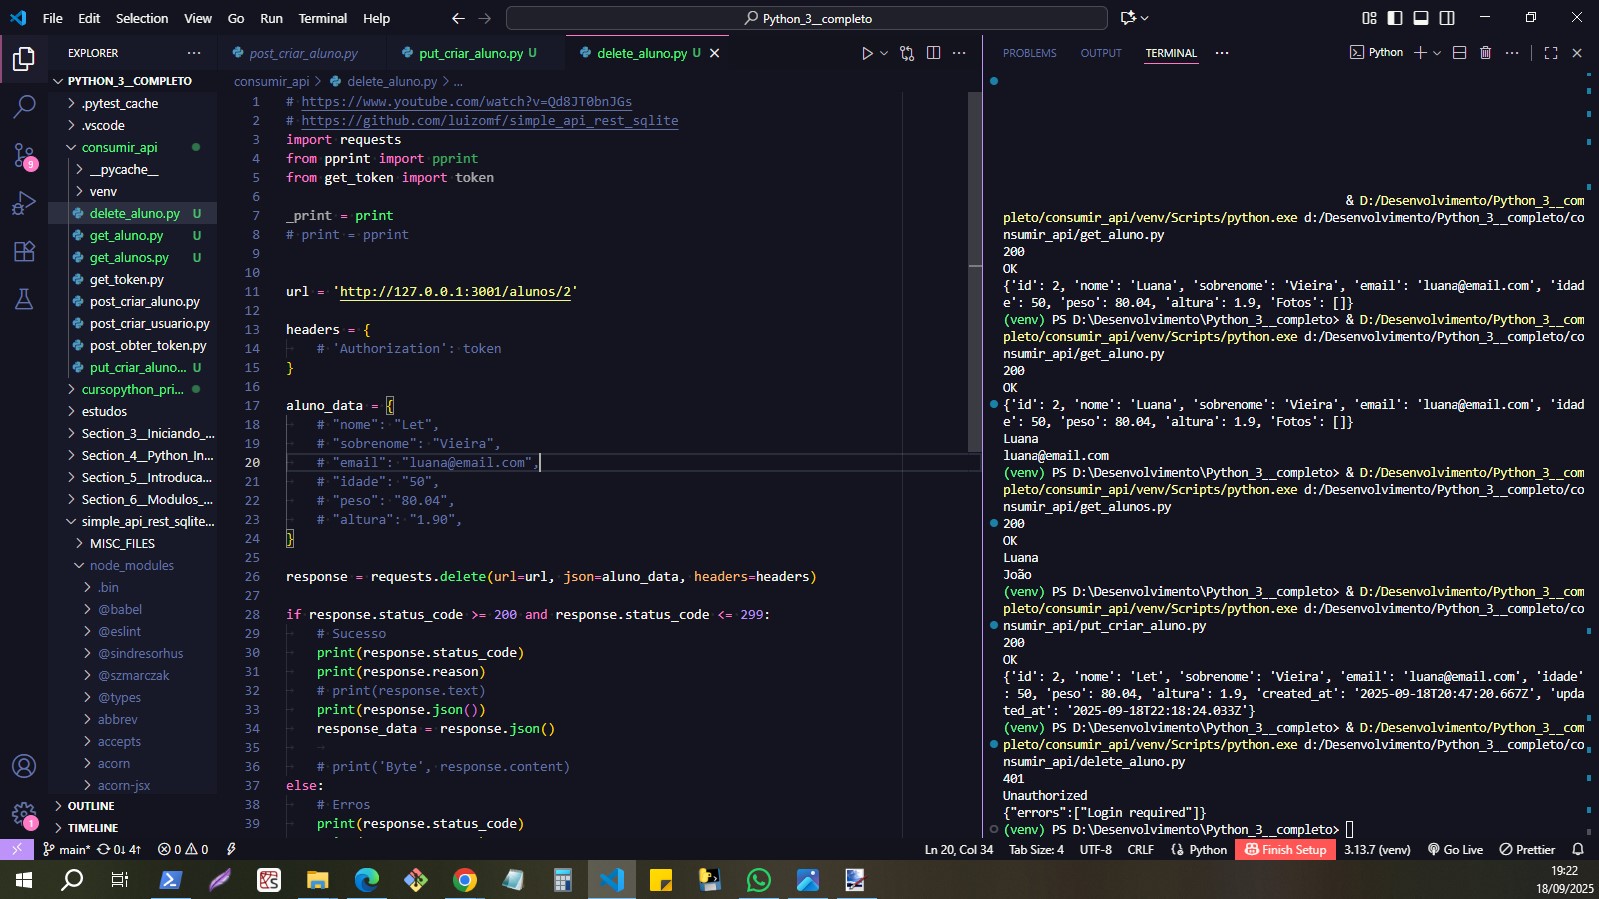 File Edit Selection View Go Run Terminal Help
Python_3__completo
EXPLORER
PYTHON_3__COMPLETO
.pytest_cache
.vscode
consumir_api
__pycache__
venv
delete_aluno.py U
get_aluno.py U
get_alunos.py U
get_token.py
post_criar_aluno.py
post_criar_usuario.py
post_obter_token.py
put_criar_aluno... U
cursopython_pri...
estudos
Section_3__Iniciando_...
Section_4__Python_In...
Section_5__Introduca...
Section_6__Modulos_...
simple_api_rest_sqlite...
MISC_FILES
node_modules
.bin
@babel
@eslint
@sindresorhus
@szmarczak
@types
abbrev
accepts
acorn
acorn-jsx
OUTLINE
TIMELINE
9
1
post_criar_aluno.py
put_criar_aluno.py U
delete_aluno.py U
consumir_api > delete_aluno.py > ...
1 # https://www.youtube.com/watch?v=Qd8JT0bnJGs
2 # https://github.com/luizomf/simple_api_rest_sqlite
3 import requests
4 from pprint import pprint
5 from get_token import token
6
7 _print = print
8 # print = pprint
9
10
11 url = 'http://127.0.0.1:3001/alunos/2'
12
13 headers = {
14 # 'Authorization': token
15 }
16
17 aluno_data = {
18 # "nome": "Let",
19 # "sobrenome": "Vieira",
20 # "email": "luana@email.com",
21 # "idade": "50",
22 # "peso": "80.04",
23 # "altura": "1.90",
24 }
25
26 response = requests.delete(url=url, json=aluno_data, headers=headers)
27
28 if response.status_code >= 200 and response.status_code <= 299:
29 # Sucesso
30 print(response.status_code)
31 print(response.reason)
32 # print(response.text)
33 print(response.json())
34 response_data = response.json()
35
36 # print('Byte', response.content)
37 else:
38 # Erros
39 print(response.status_code)
PROBLEMS OUTPUT TERMINAL
Python
& D:/Desenvolvimento/Python_3__com
pleto/consumir_api/venv/Scripts/python.exe d:/Desenvolvimento/Python_3__completo/co
nsumir_api/get_aluno.py
200
OK
{'id': 2, 'nome': 'Luana', 'sobrenome': 'Vieira', 'email': 'luana@email.com', 'idad
e': 50, 'peso': 80.04, 'altura': 1.9, 'Fotos': []}
(venv) PS D:\Desenvolvimento\Python_3__completo> & D:/Desenvolvimento/Python_3__com
pleto/consumir_api/venv/Scripts/python.exe d:/Desenvolvimento/Python_3__completo/co
nsumir_api/get_aluno.py
200
OK
{'id': 2, 'nome': 'Luana', 'sobrenome': 'Vieira', 'email': 'luana@email.com', 'idad
e': 50, 'peso': 80.04, 'altura': 1.9, 'Fotos': []}
Luana
luana@email.com
(venv) PS D:\Desenvolvimento\Python_3__completo> & D:/Desenvolvimento/Python_3__com
pleto/consumir_api/venv/Scripts/python.exe d:/Desenvolvimento/Python_3__completo/co
nsumir_api/get_alunos.py
200
OK
Luana
João
(venv) PS D:\Desenvolvimento\Python_3__completo> & D:/Desenvolvimento/Python_3__com
pleto/consumir_api/venv/Scripts/python.exe d:/Desenvolvimento/Python_3__completo/co
nsumir_api/put_criar_aluno.py
200
OK
{'id': 2, 'nome': 'Let', 'sobrenome': 'Vieira', 'email': 'luana@email.com', 'idade'
: 50, 'peso': 80.04, 'altura': 1.9, 'created_at': '2025-09-18T20:47:20.667Z', 'upda
ted_at': '2025-09-18T22:18:24.033Z'}
(venv) PS D:\Desenvolvimento\Python_3__completo> & D:/Desenvolvimento/Python_3__com
pleto/consumir_api/venv/Scripts/python.exe d:/Desenvolvimento/Python_3__completo/co
nsumir_api/delete_aluno.py
401
Unauthorized
{"errors":["Login required"]}
(venv) PS D:\Desenvolvimento\Python_3__completo>
main* 0↓ 4↑ 0 0 Ln 20, Col 34 Tab Size: 4 UTF-8 CRLF Python Finish Setup 3.13.7 (venv) Go Live Prettier
19:22
18/09/2025